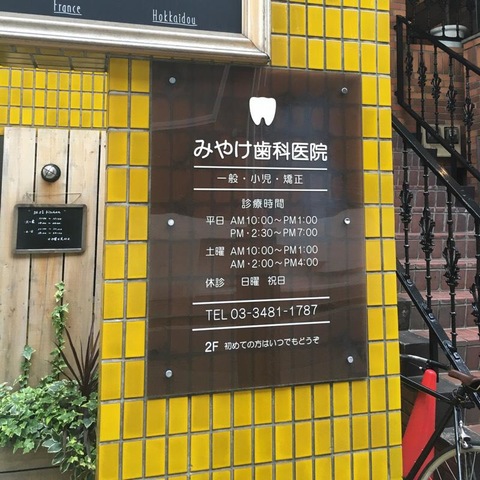 France
Hokkaidou
みやけ歯科医院
一般・小児・矯正
診療時間
平日 AM10:00～PM1:00
PM・2:30～PM7:00
土曜 AM10:00～PM1:00
AM・2:00～PM4:00
休診 日曜 祝日
TEL 03-3481-1787
2F 初めての方はいつでもどうぞ